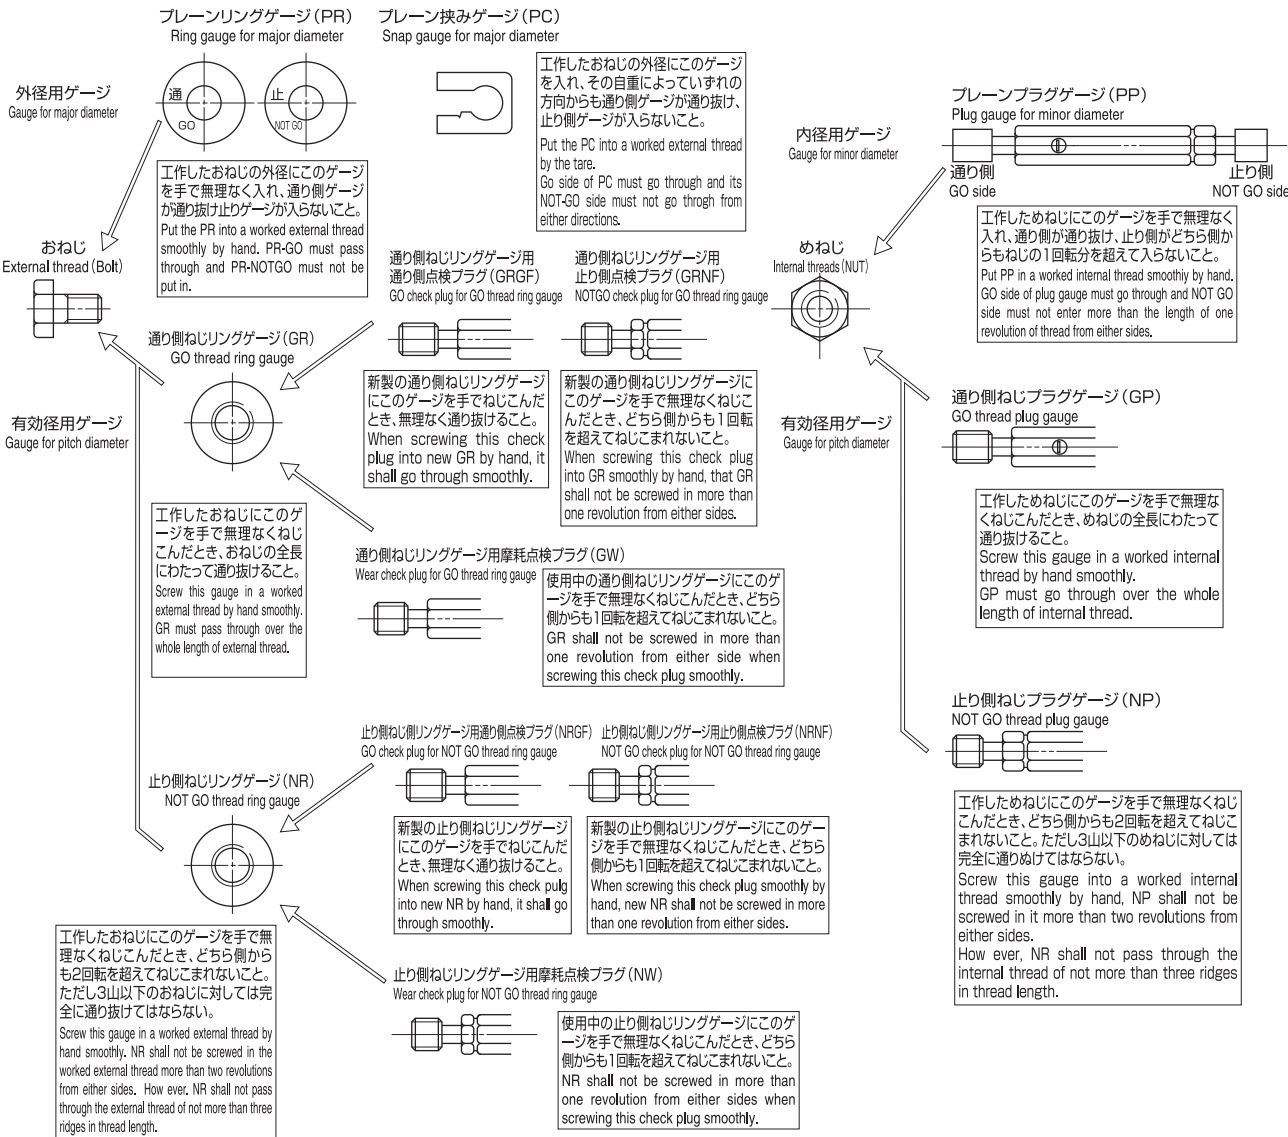 プレーンリングゲージ(PR)
Ring gauge for major diameter
プレーン挟みゲージ(PC)
Snap gauge for major diameter
外径用ゲージ
Gauge for major diameter
通
GO
止
NOT GO
工作したおねじの外径にこのゲージ
を入れ、その自重によっていずれの
方向からも通り側ゲージが通り抜け、
止り側ゲージが入らないこと。
Put the PC into a worked external thread
by the tare.
Go side of PC must go through and its
NOT-GO side must not go throgh from
either directions.
工作したおねじの外径にこのゲージ
を手で無理なく入れ、通り側ゲージ
が通り抜け止りゲージが入らないこと。
Put the PR into a worked external thread
smoothly by hand. PR-GO must pass
through and PR-NOTGO must not be
put in.
おねじ
External thread(Bolt)
通り側ねじリングゲージ用
通り側点検プラグ(GRGF)
GO check plug for GO thread ring gauge
通り側ねじリングゲージ用
止り側点検プラグ(GRNF)
NOTGO check plug for GO thread ring gauge
通り側ねじリングゲージ(GR)
GO thread ring gauge
新製の通り側ねじリングゲージ
にこのゲージを手でねじこんだ
とき、無理なく通り抜けること。
When screwing this check
plug into new GR by hand, it
shall go through smoothly.
新製の通り側ねじリングゲージに
このゲージを手で無理なくねじこ
んだとき、どちら側からも1回転
を超えてねじこまれないこと。
When screwing this check plug
into GR smoothly by hand, that GR
shall not be screwed in more than
one revolution from either sides.
有効径用ゲージ
Gauge for pitch diameter
工作したおねじにこのゲ
ージを手で無理なくねじ
こんだとき、おねじの全長
にわたって通り抜けること。
Screw this gauge in a worked
external thread by hand smoothly.
GR must pass through over the
whole length of external thread.
通り側ねじリングゲージ用摩耗点検プラグ(GW)
Wear check plug for GO thread ring gauge
使用中の通り側ねじリングゲージにこのゲ
ージを手で無理なくねじこんだとき、どちら
側からも1回転を超えてねじこまれないこと。
GR shall not be screwed in more than
one revolution from either side when
screwing this check plug smoothly.
止り側ねじ側リングゲージ用通り側点検プラグ(NRGF)
GO check plug for NOT GO thread ring gauge
止り側ねじ側リングゲージ用止り側点検プラグ(NRNF)
NOT GO check plug for NOT GO thread ring gauge
止り側ねじリングゲージ(NR)
NOT GO thread ring gauge
新製の止り側ねじリングゲージ
にこのゲージを手でねじこんだ
とき、無理なく通り抜けること。
When screwing this check pulg
into new NR by hand, it shall go
through smoothly.
新製の止り側ねじリングゲージにこのゲー
ジを手で無理なくねじこんだとき、どちら
側からも1回転を超えてねじこまれないこと。
When screwing this check plug smoothly by
hand, new NR shall not be screwed in more
than one revolution from either sides.
工作したおねじにこのゲージを手で無
理なくねじこんだとき、どちら側から
も2回転を超えてねじこまれないこと。
ただし3山以下のおねじに対しては完
全に通り抜けてはならない。
Screw this gauge in a worked external thread by
hand smoothly. NR shall not be screwed in the
worked external thread more than two revolutions
from either sides. How ever. NR shall not pass
through the external thread of not more than three
ridges in thread length.
止り側ねじリングゲージ用摩耗点検プラグ(NW)
Wear check plug for NOT GO thread ring gauge
使用中の止り側ねじリングゲージにこのゲ
ージを手で無理なくねじこんだとき、どちら
側からも1回転を超えてねじこまれないこと。
NR shall not be screwed in more than
one revolution from either sides when
screwing this check plug smoothly.
プレーンプラグゲージ(PP)
Plug gauge for minor diameter
内径用ゲージ
Gauge for minor diameter
通り側
GO side
止り側
NOT GO side
工作しためねじにこのゲージを手で無理なく
入れ、通り側が通り抜け、止り側がどちら側か
らもねじの1回転分を超えて入らないこと。
Put PP in a worked internal thread smoothiy by hand.
GO side of plug gauge must go through and NOT GO
side must not enter more than the length of one
revolution of thread from either sides.
めねじ
Internal threads(NUT)
通り側ねじプラグゲージ(GP)
GO thread plug gauge
有効径用ゲージ
Gauge for pitch diameter
工作しためねじにこのゲージを手で無理な
くねじこんだとき、めねじの全長にわたって
通り抜けること。
Screw this gauge in a worked internal
thread by hand smoothly.
GP must go through over the whole
length of internal thread.
止り側ねじプラグゲージ(NP)
NOT GO thread plug gauge
工作しためねじにこのゲージを手で無理なくねじ
こんだとき、どちら側からも2回転を超えてねじこ
まれないこと。ただし3山以下のめねじに対しては
完全に通りぬけてはならない。
Screw this gauge into a worked internal
thread smoothly by hand, NP shall not be
screwed in it more than two revolutions from
either sides.
How ever, NR shall not pass through the
internal thread of not more than three ridges
in thread length.